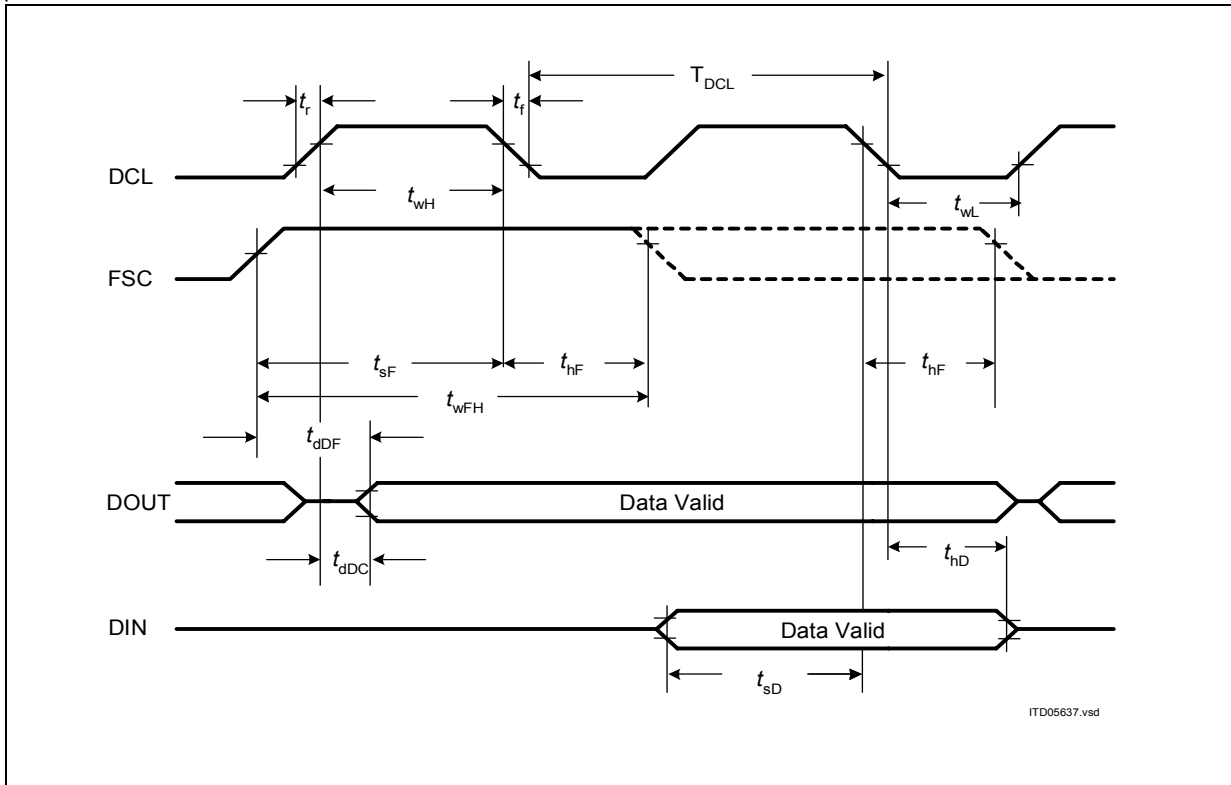 T_DCL
t_r
t_f
DCL
t_wH
t_wL
FSC
t_sF
t_hF
t_hF
t_wFH
t_dDF
DOUT
Data Valid
t_dDC
t_hD
DIN
Data Valid
t_sD
ITD05637.vsd